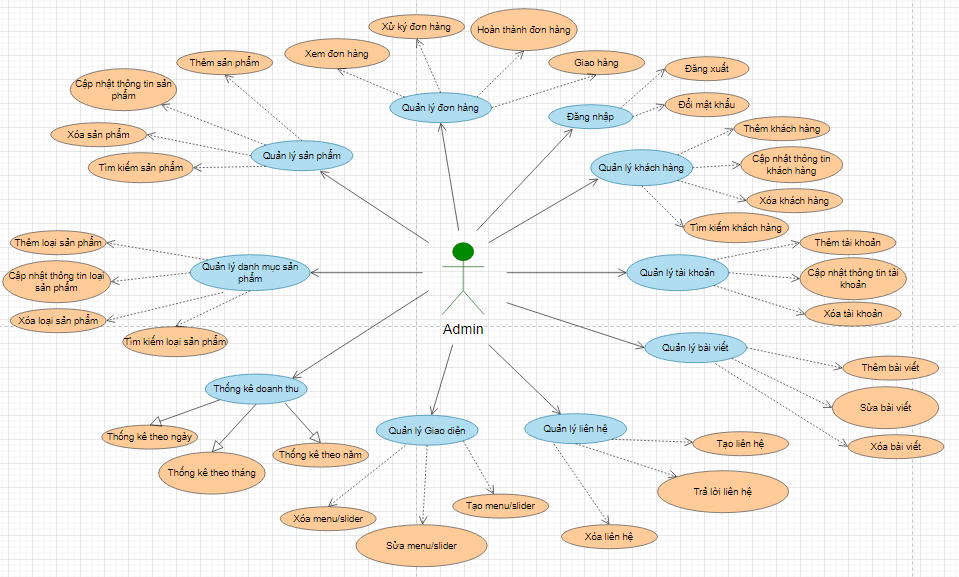 Xử ký đơn hàng
Hoàn thành đơn hàng
Xem đơn hàng
Thêm sản phẩm
Giao hàng
Đăng xuất
Cập nhật thông tin sản
phẩm
Quản lý đơn hàng
Đăng nhập
Đổi mật khẩu
Xóa sản phẩm
Thêm khách hàng
Quản lý sản phẩm
Tìm kiếm sản phẩm
Quản lý khách hàng
Cập nhật thông tin
khách hàng
Xóa khách hàng
Tìm kiếm khách hàng
Thêm loại sản phẩm
Thêm tài khoản
Quản lý danh mục sản
phẩm
Quản lý tài khoản
Cập nhật thông tin loại
sản phẩm
Cập nhật thông tin tài
khoản
Xóa loại sản phẩm
Xóa tài khoản
Admin
Tìm kiếm loại sản phẩm
Quản lý bài viết
Thêm bài viết
Thống kê doanh thu
Sửa bài viết
Quản lý Giao diện
Quản lý liên hệ
Thống kê theo ngày
Tạo liên hệ
Xóa bài viết
Thống kê theo năm
Thống kê theo tháng
Trả lời liên hệ
Tạo menu/slider
Xóa menu/slider
Xóa liên hệ
Sửa menu/slider